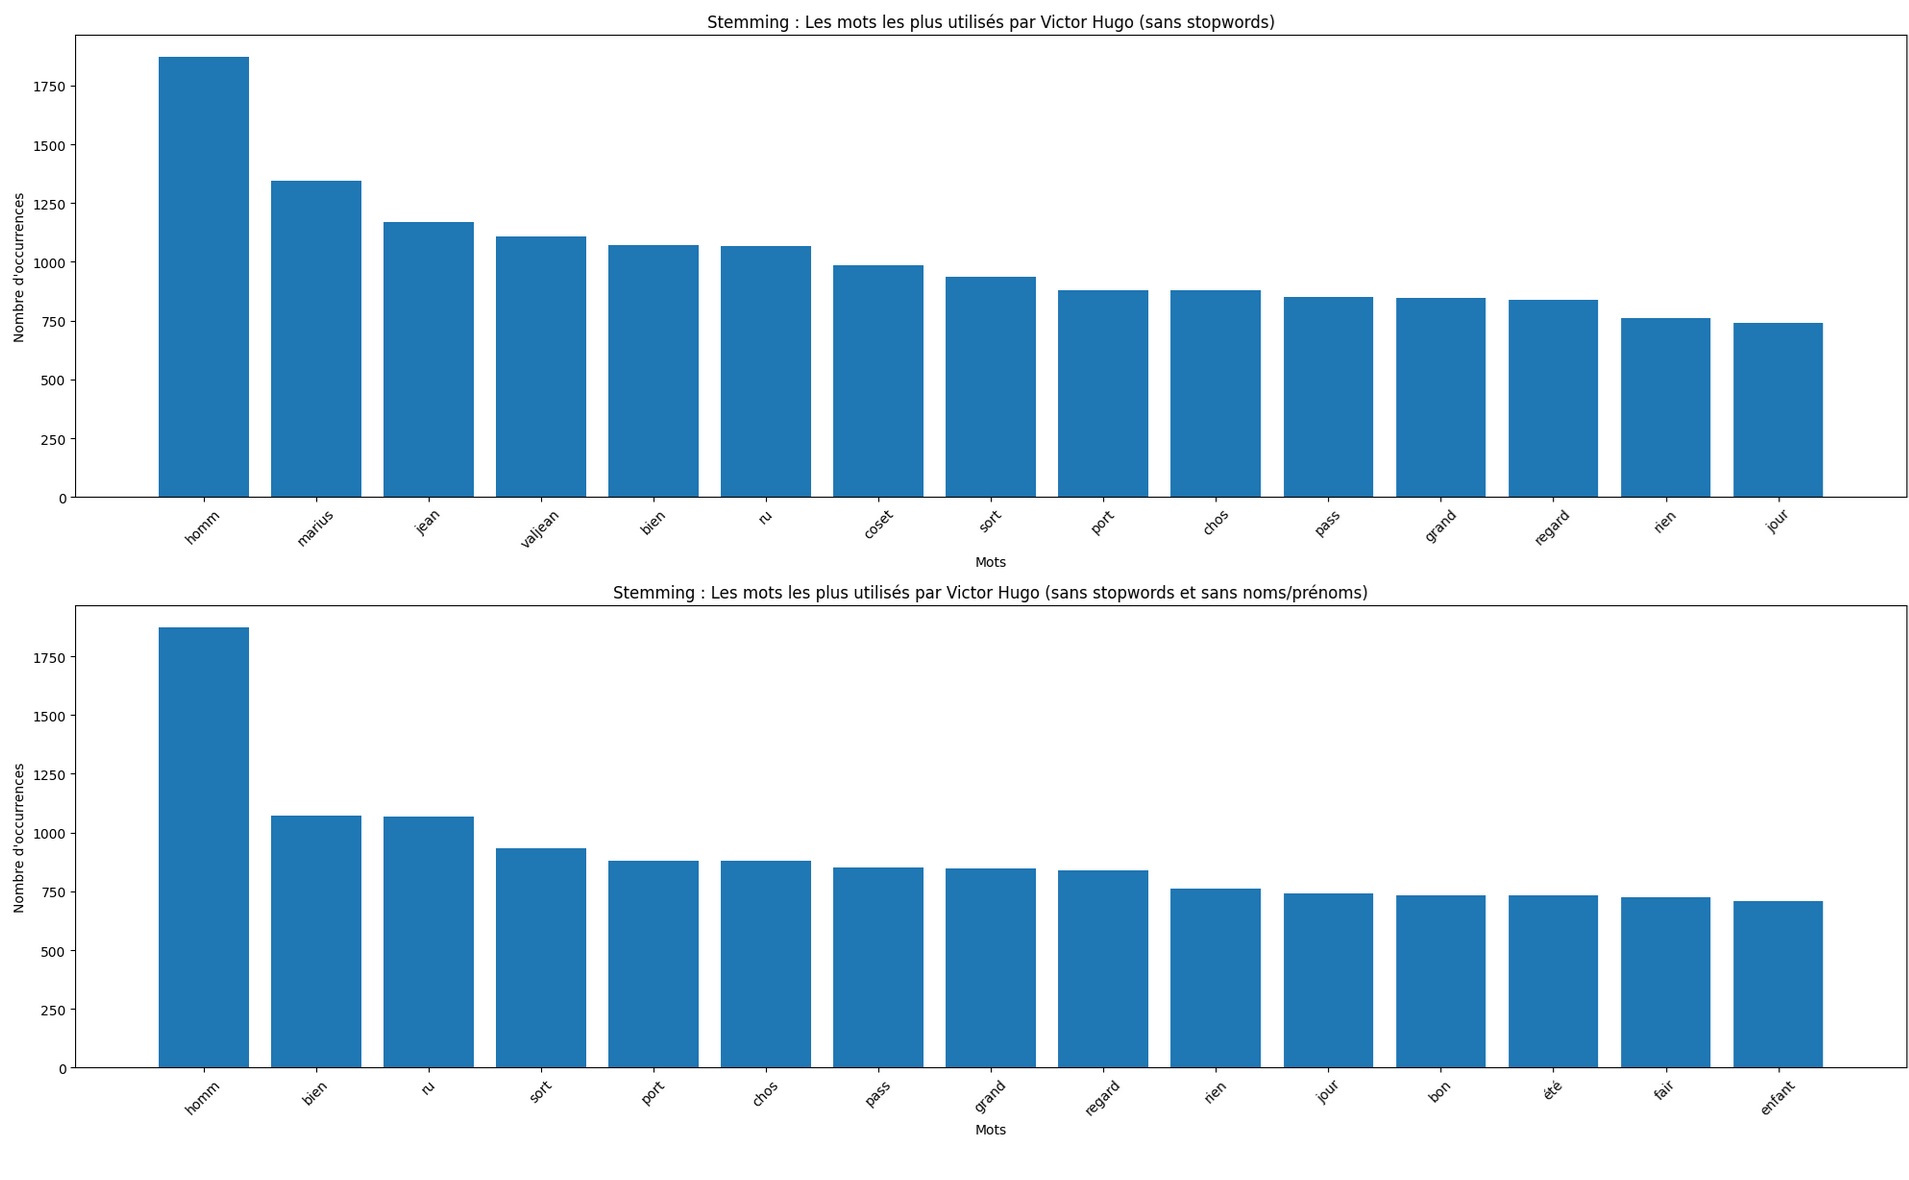 Stemming : Les mots les plus utilisés par Victor Hugo (sans stopwords)
Nombre d'occurrences
1750
1500
1250
1000
750
500
250
0
homm marius jean valjean bien ru coset sort port chos pass grand regard rien jour
Mots
Stemming : Les mots les plus utilisés par Victor Hugo (sans stopwords et sans noms/prénoms)
Nombre d'occurrences
1750
1500
1250
1000
750
500
250
0
homm bien ru sort port chos pass grand regard rien jour bon été fair enfant
Mots